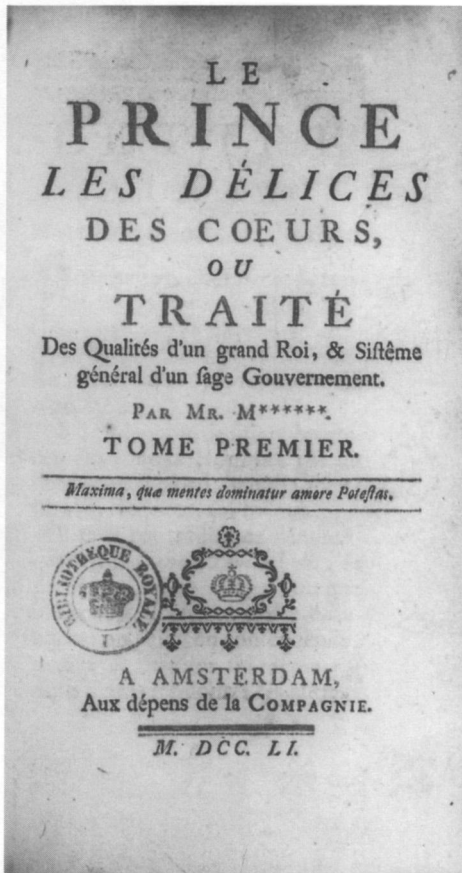 LE
PRINCE
LES DÉLICES
DES COEURS,
OU
TRAITÉ
Des Qualités d'un grand Roi, & Siſtême
général d'un ſage Gouvernement.
PAR MR. M******.
TOME PREMIER.
Maxima, quæ mentes dominatur amore Poteſtas.
BIBLIOTHEQUE ROYALE
A AMSTERDAM,
Aux dépens de la COMPAGNIE.
M. DCC. LI.